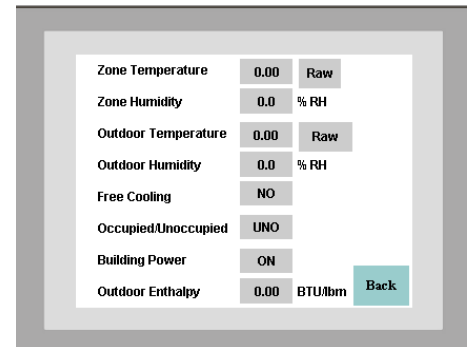 Zone Temperature 0.00 Raw
Zone Humidity 0.0 % RH
Outdoor Temperature 0.00 Raw
Outdoor Humidity 0.0 % RH
Free Cooling NO
Occupied/Unoccupied UNO
Building Power ON
Outdoor Enthalpy 0.00 BTU/lbm Back